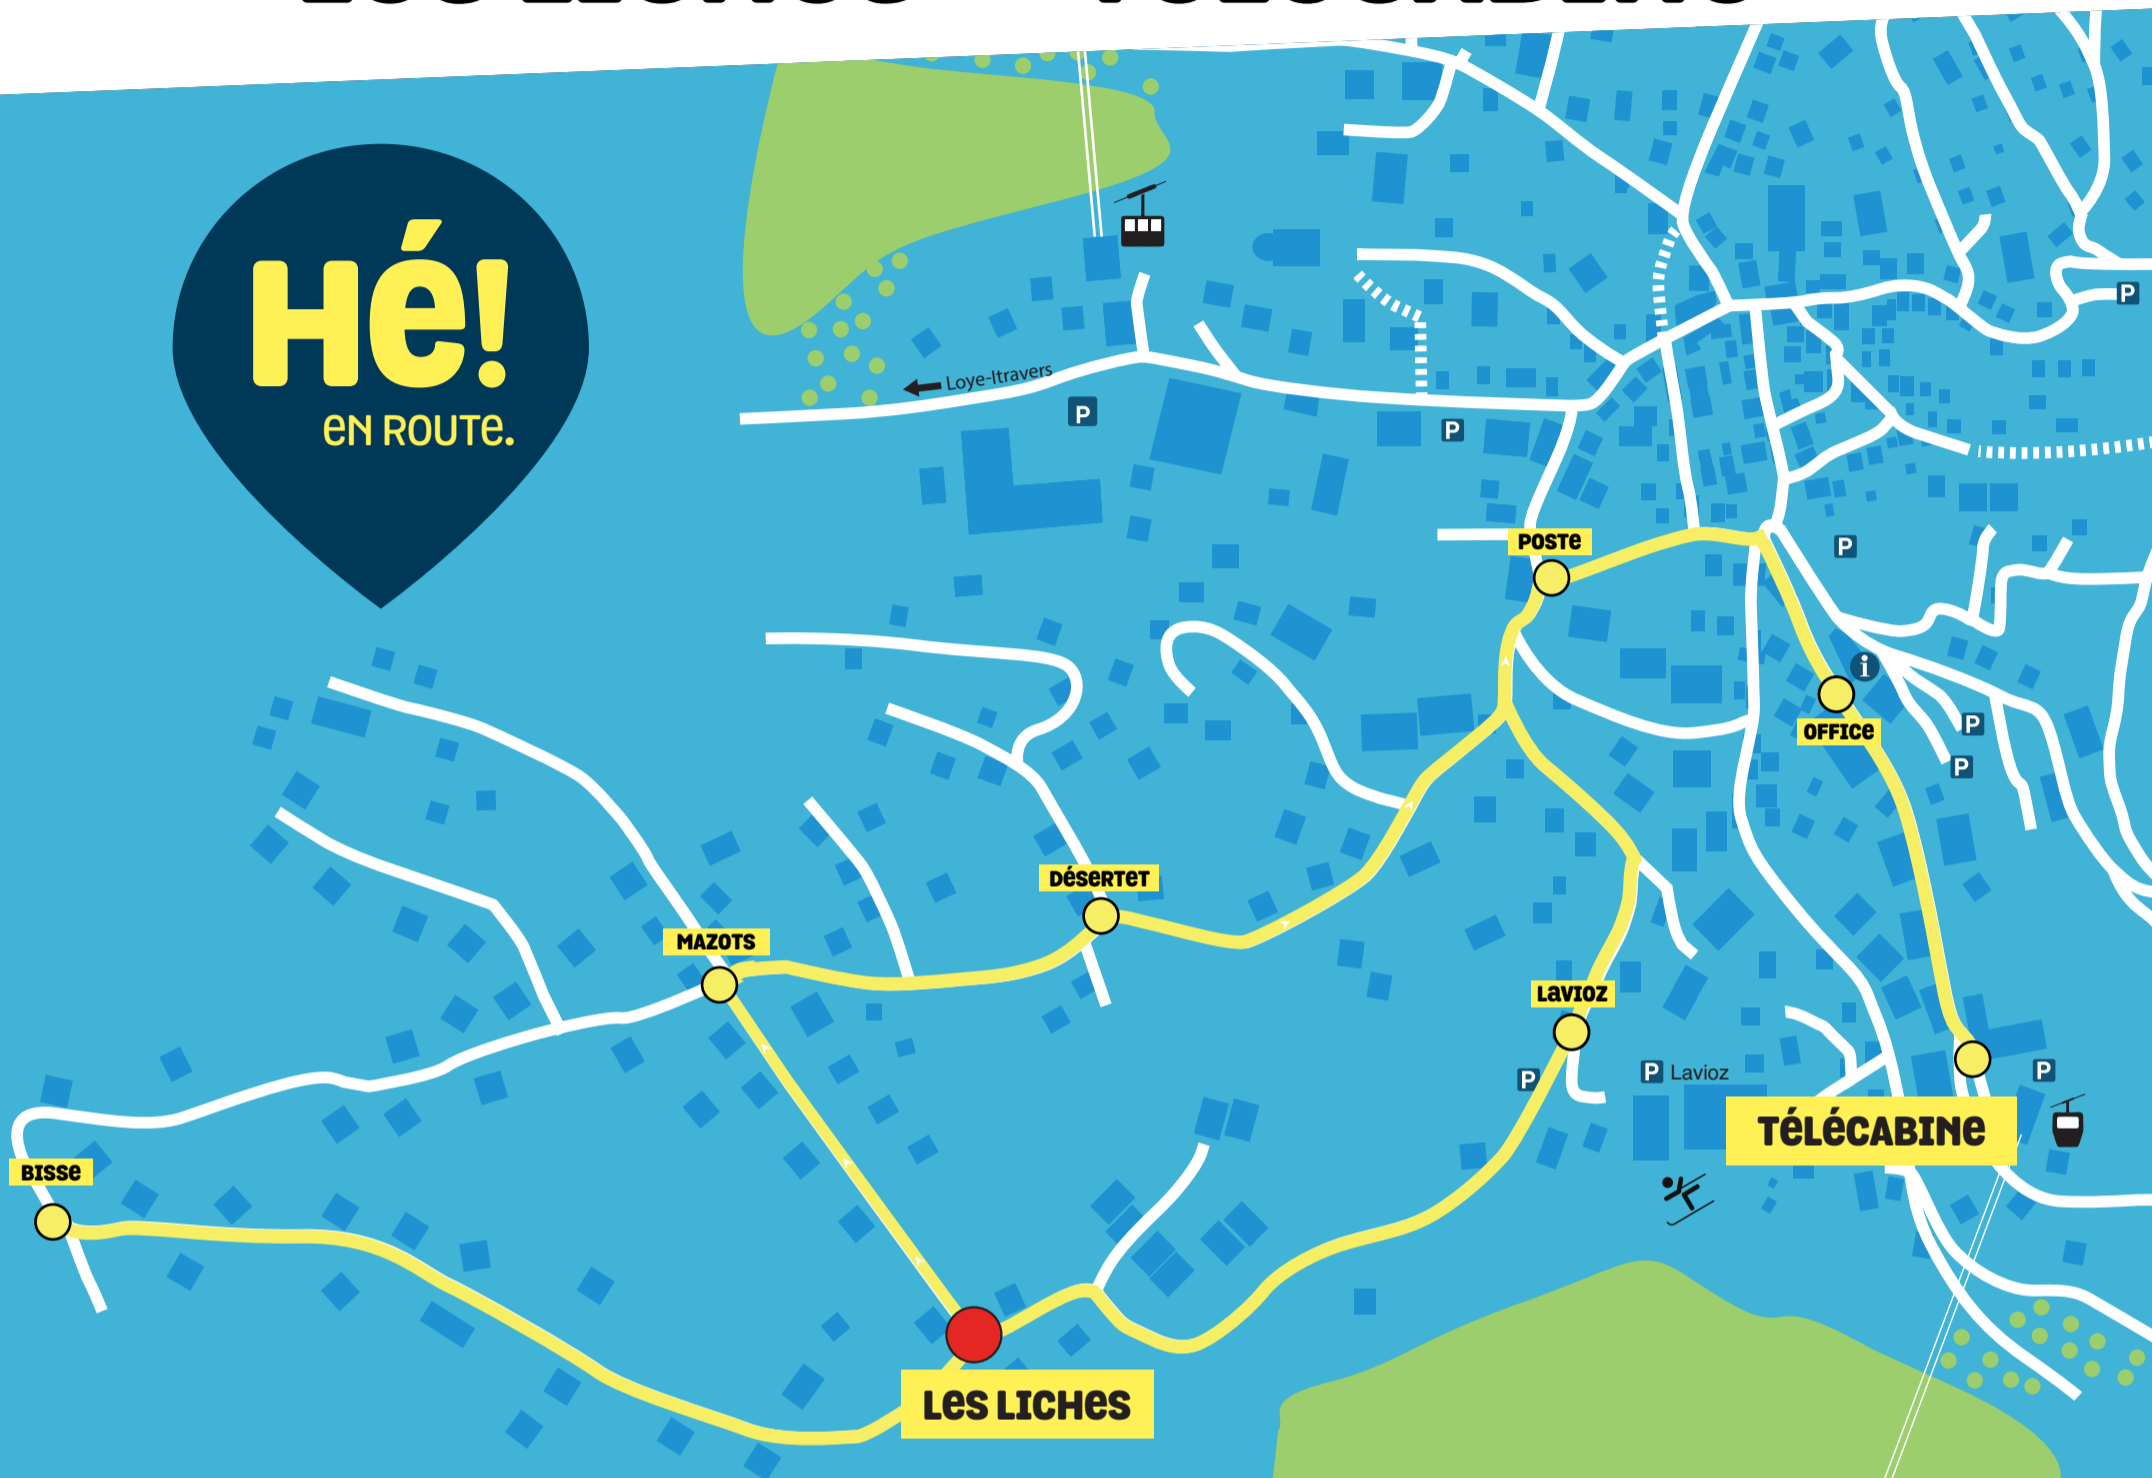 Hé!
en route.
Loye-Itravers
P
P
P
POSTE
P
i
OFFICE
P
P
DÉSERTET
MAZOTS
LAVIOZ
P
P Lavioz
P
TÉLÉCABINE
BISSE
LES LICHES